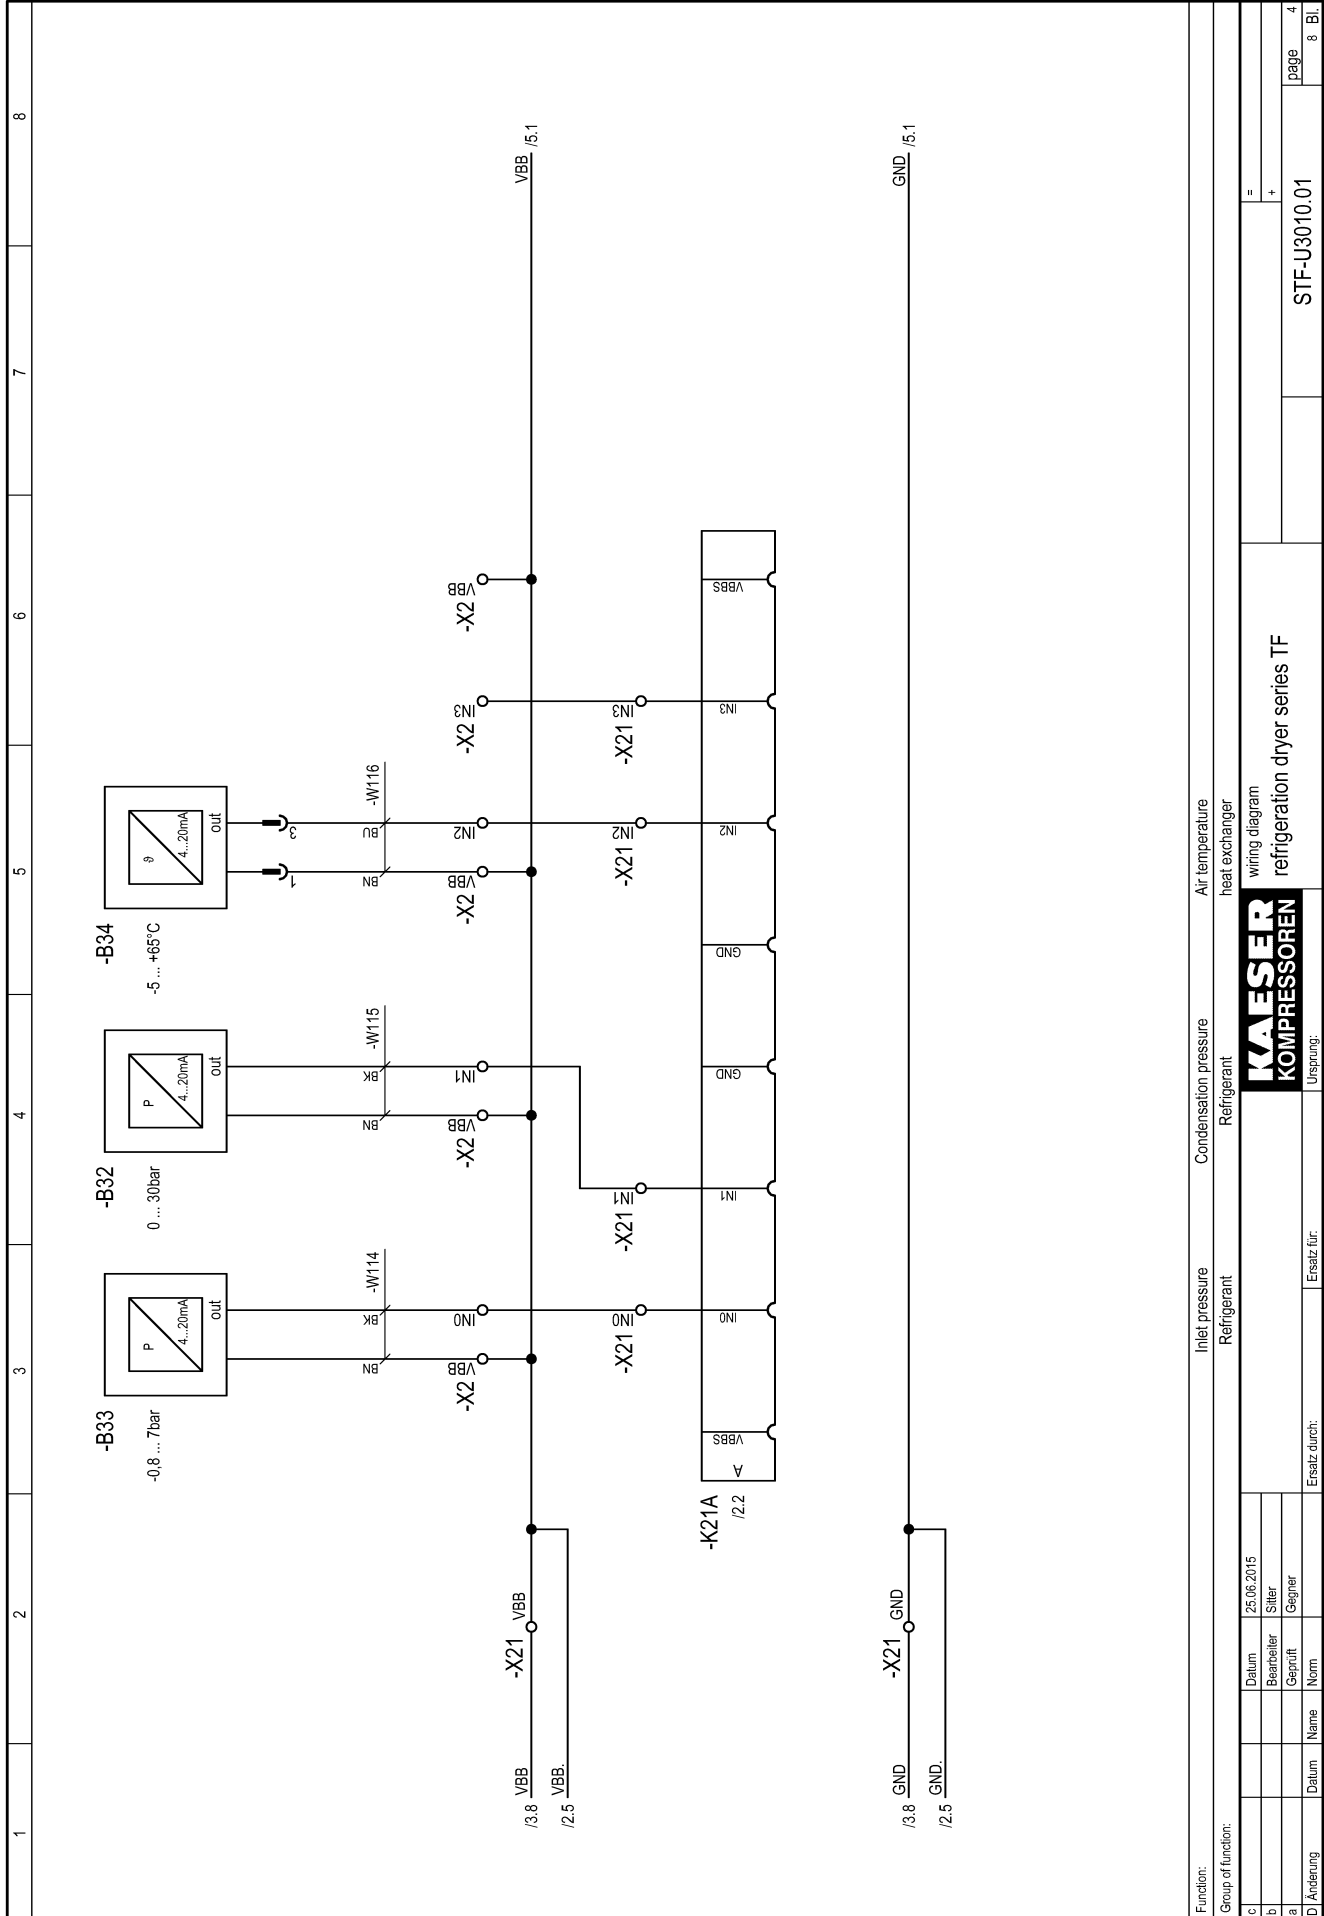 1 2 3 4 5 6 7 8
-B33
-0,8 ... 7bar
P
4...20mA
out
-B32
0 ... 30bar
P
4...20mA
out
-B34
-5 ... +65°C
ϑ
4...20mA
out
1
3
BN
BK
-W114
BN
BK
-W115
BN
BU
-W116
-X2
VBB
IN0
-X2
VBB
IN1
-X2
VBB
IN2
-X2
IN3
-X2
VBB
/3.8 VBB
-X21
VBB
VBB /5.1
/2.5 VBB.
-X21
IN0
-X21
IN1
-X21
IN2
-X21
IN3
-K21A
/2.2
A
VBBS
IN0
IN1
GND
GND
IN2
IN3
VBBS
/3.8 GND
-X21
GND
GND /5.1
/2.5 GND.
Function: Inlet pressure Condensation pressure Air temperature
Group of function: Refrigerant Refrigerant heat exchanger
c Datum 25.06.2015
b Bearbeiter Sitter
a Geprüft Gegner
D Änderung Datum Name Norm Ersatz durch: Ersatz für: Ursprung:
KAESER
KOMPRESSOREN
wiring diagram
refrigeration dryer series TF
=
+
STF-U3010.01
page 4
8 Bl.